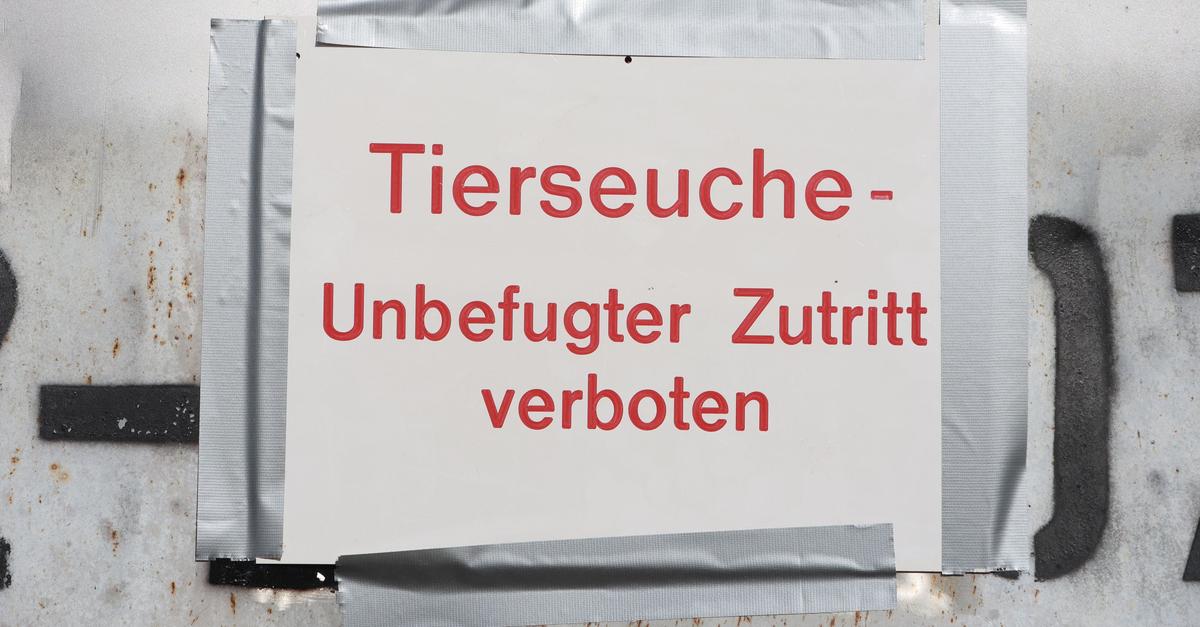 Tierseuche -
Unbefugter Zutritt
verboten